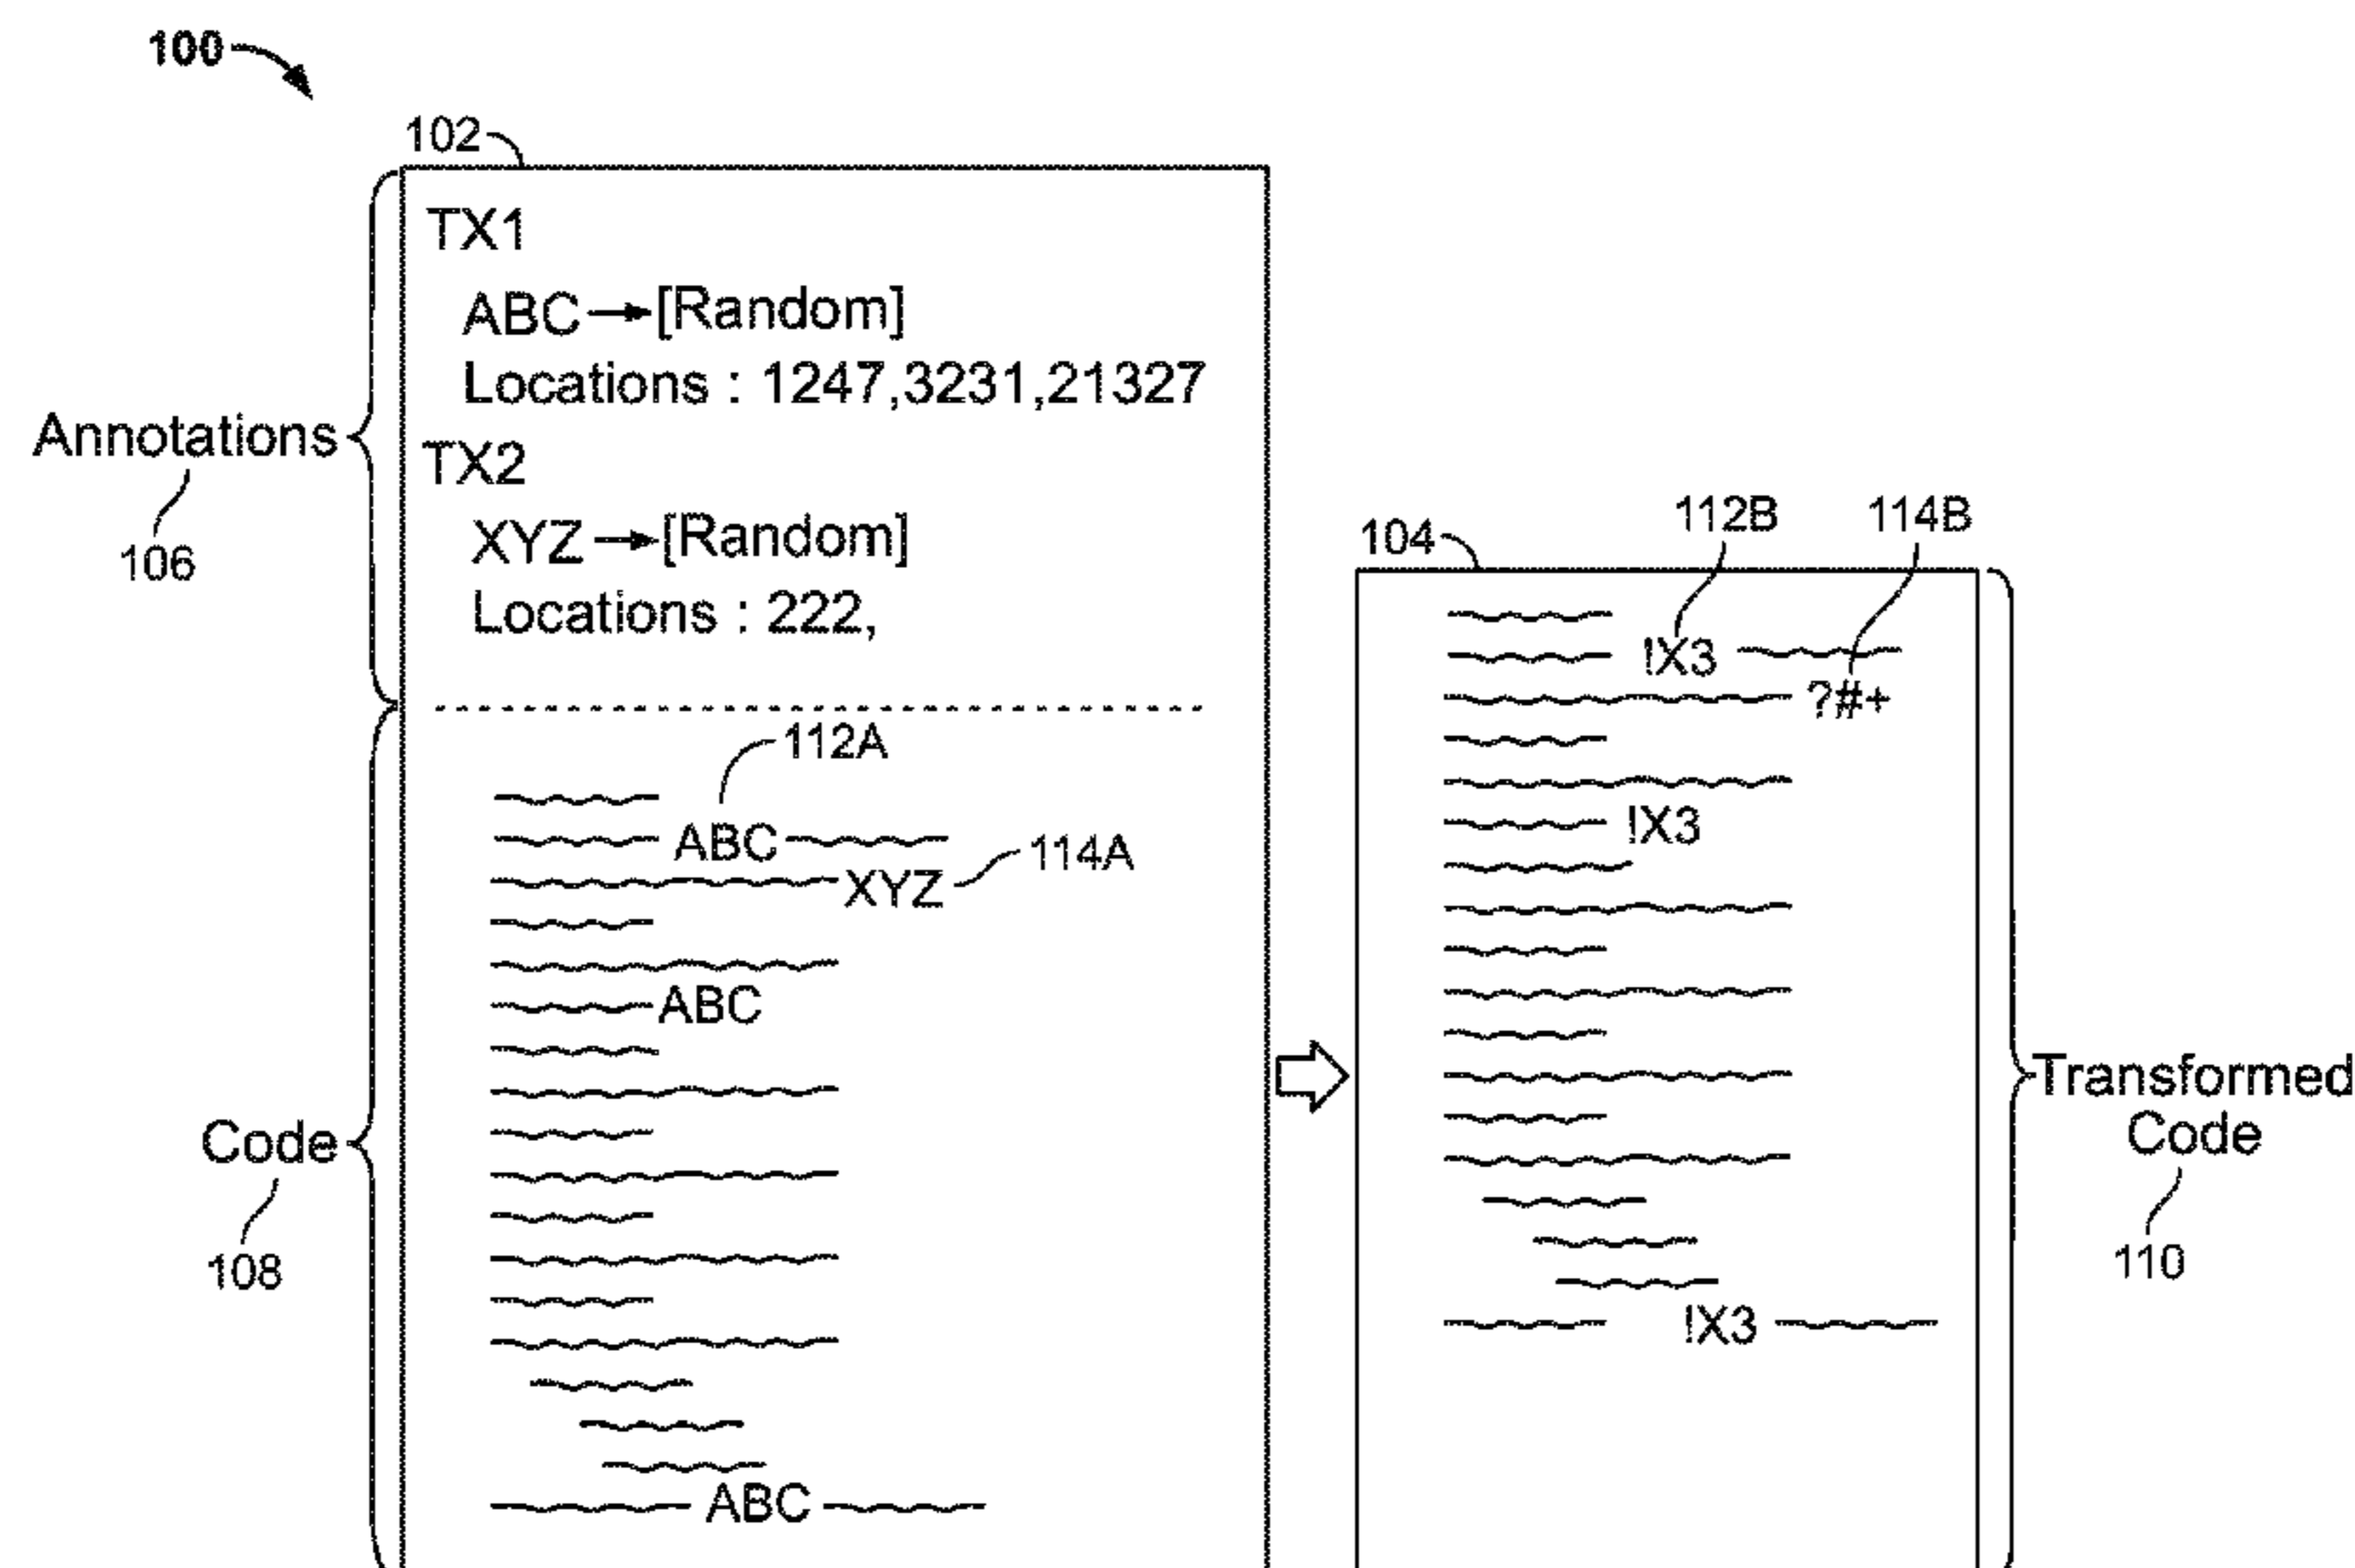 100
102
TX1
ABC→[Random]
Locations : 1247,3231,21327
Annotations
106
TX2
XYZ→[Random]
Locations : 222,
112A
ABC
XYZ
114A
ABC
Code
108
ABC
104
112B
114B
!X3
?#+
!X3
!X3
Transformed
Code
110